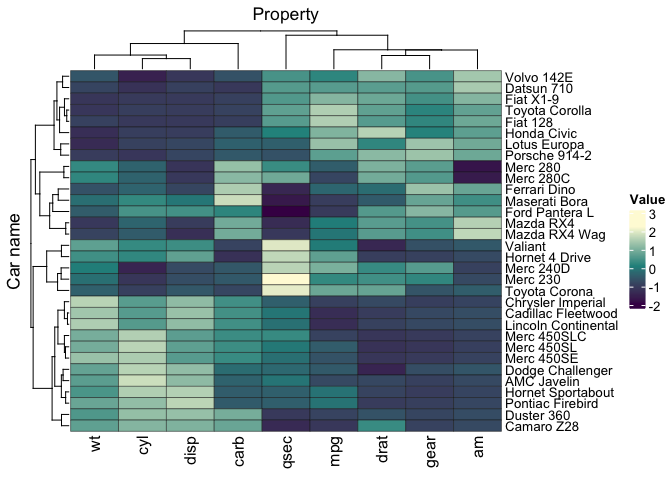 Property
Volvo 142E
Datsun 710
Fiat X1-9
Toyota Corolla
Fiat 128
Honda Civic
Lotus Europa
Porsche 914-2
Merc 280
Merc 280C
Ferrari Dino
Maserati Bora
Ford Pantera L
Mazda RX4
Mazda RX4 Wag
Valiant
Hornet 4 Drive
Merc 240D
Merc 230
Toyota Corona
Chrysler Imperial
Cadillac Fleetwood
Lincoln Continental
Merc 450SLC
Merc 450SL
Merc 450SE
Dodge Challenger
AMC Javelin
Hornet Sportabout
Pontiac Firebird
Duster 360
Camaro Z28
Car name
wt
cyl
disp
carb
qsec
mpg
drat
gear
am
Value
3
2
1
0
-1
-2